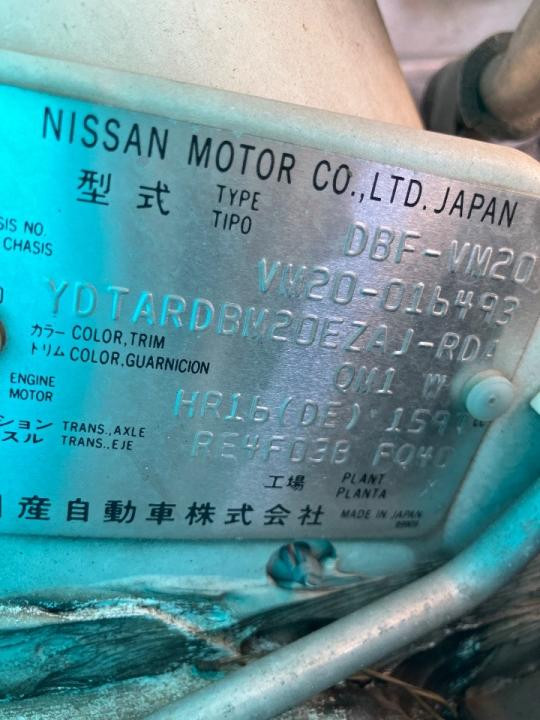 NISSAN MOTOR CO.,LTD. JAPAN
型式 TYPE DBF-VM20
TIPO
SIS NO. VM20-016493
CHASIS
YDTARDBM20EZAJ-RD
カラー COLOR,TRIM QM1 W
トリム COLOR,GUARNICION
ENGINE HR16(DE) 1597
MOTOR
ション TRANS.,AXLE RE4F03B FQ40
スル TRANS.,EJE
工場 PLANT
PLANTA
産自動車株式会社 MADE IN JAPAN